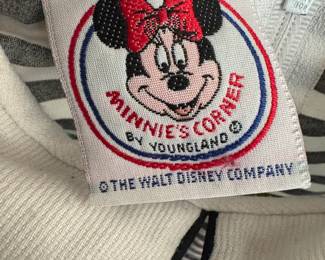 MINNIE'S CORNER
BY YOUNGLAND ®
© THE WALT DISNEY COMPANY